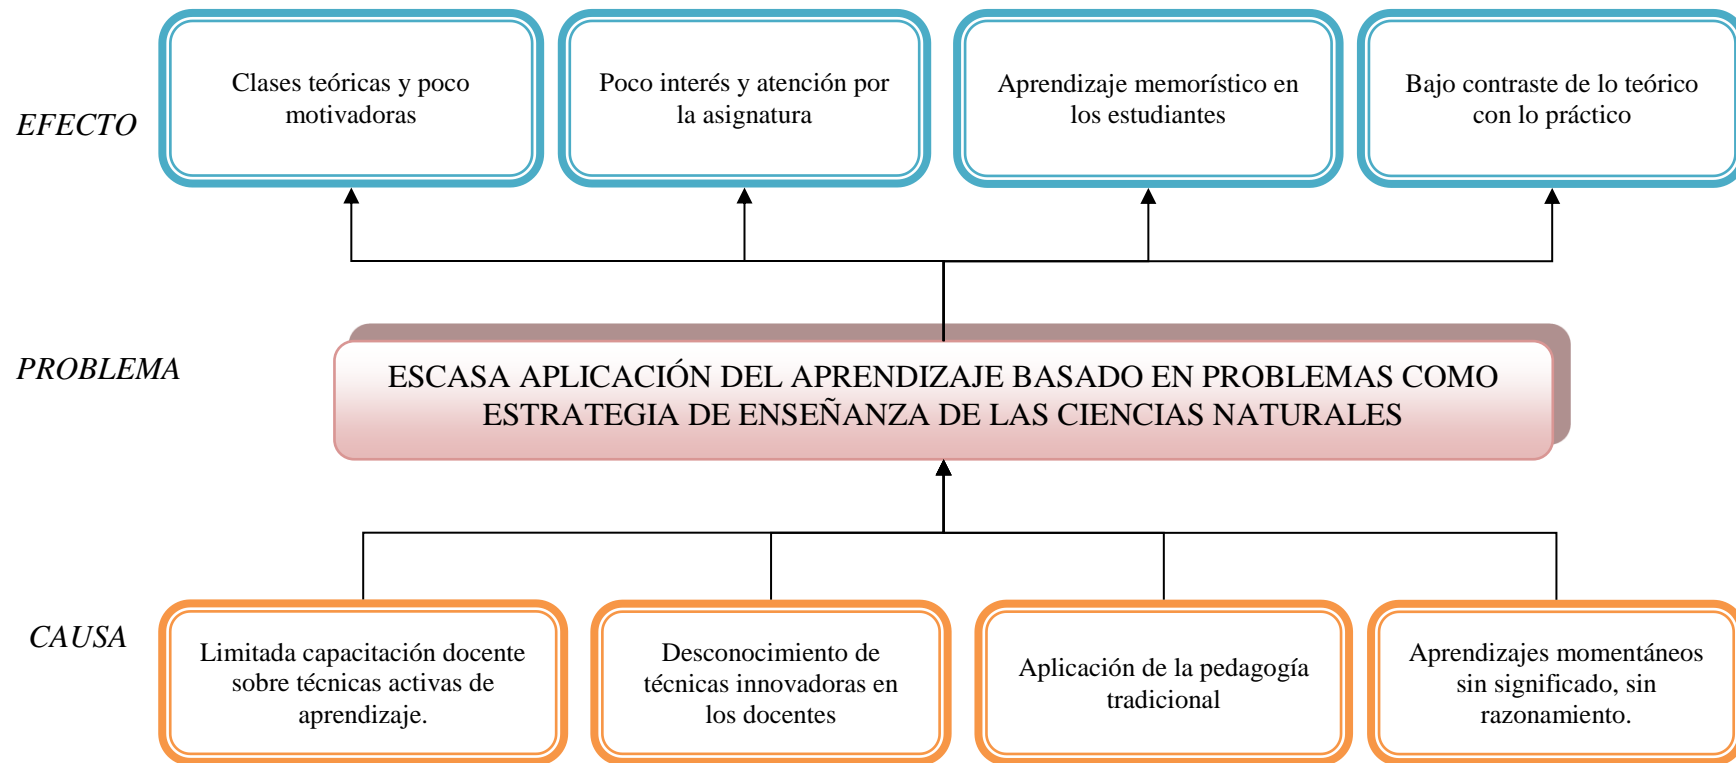 Clases teóricas y poco
motivadoras
Poco interés y atención por
la asignatura
Aprendizaje memorístico en
los estudiantes
Bajo contraste de lo teórico
con lo práctico
EFECTO
PROBLEMA
ESCASA APLICACIÓN DEL APRENDIZAJE BASADO EN PROBLEMAS COMO
ESTRATEGIA DE ENSEÑANZA DE LAS CIENCIAS NATURALES
CAUSA
Limitada capacitación docente
sobre técnicas activas de
aprendizaje.
Desconocimiento de
técnicas innovadoras en
los docentes
Aplicación de la pedagogía
tradicional
Aprendizajes momentáneos
sin significado, sin
razonamiento.